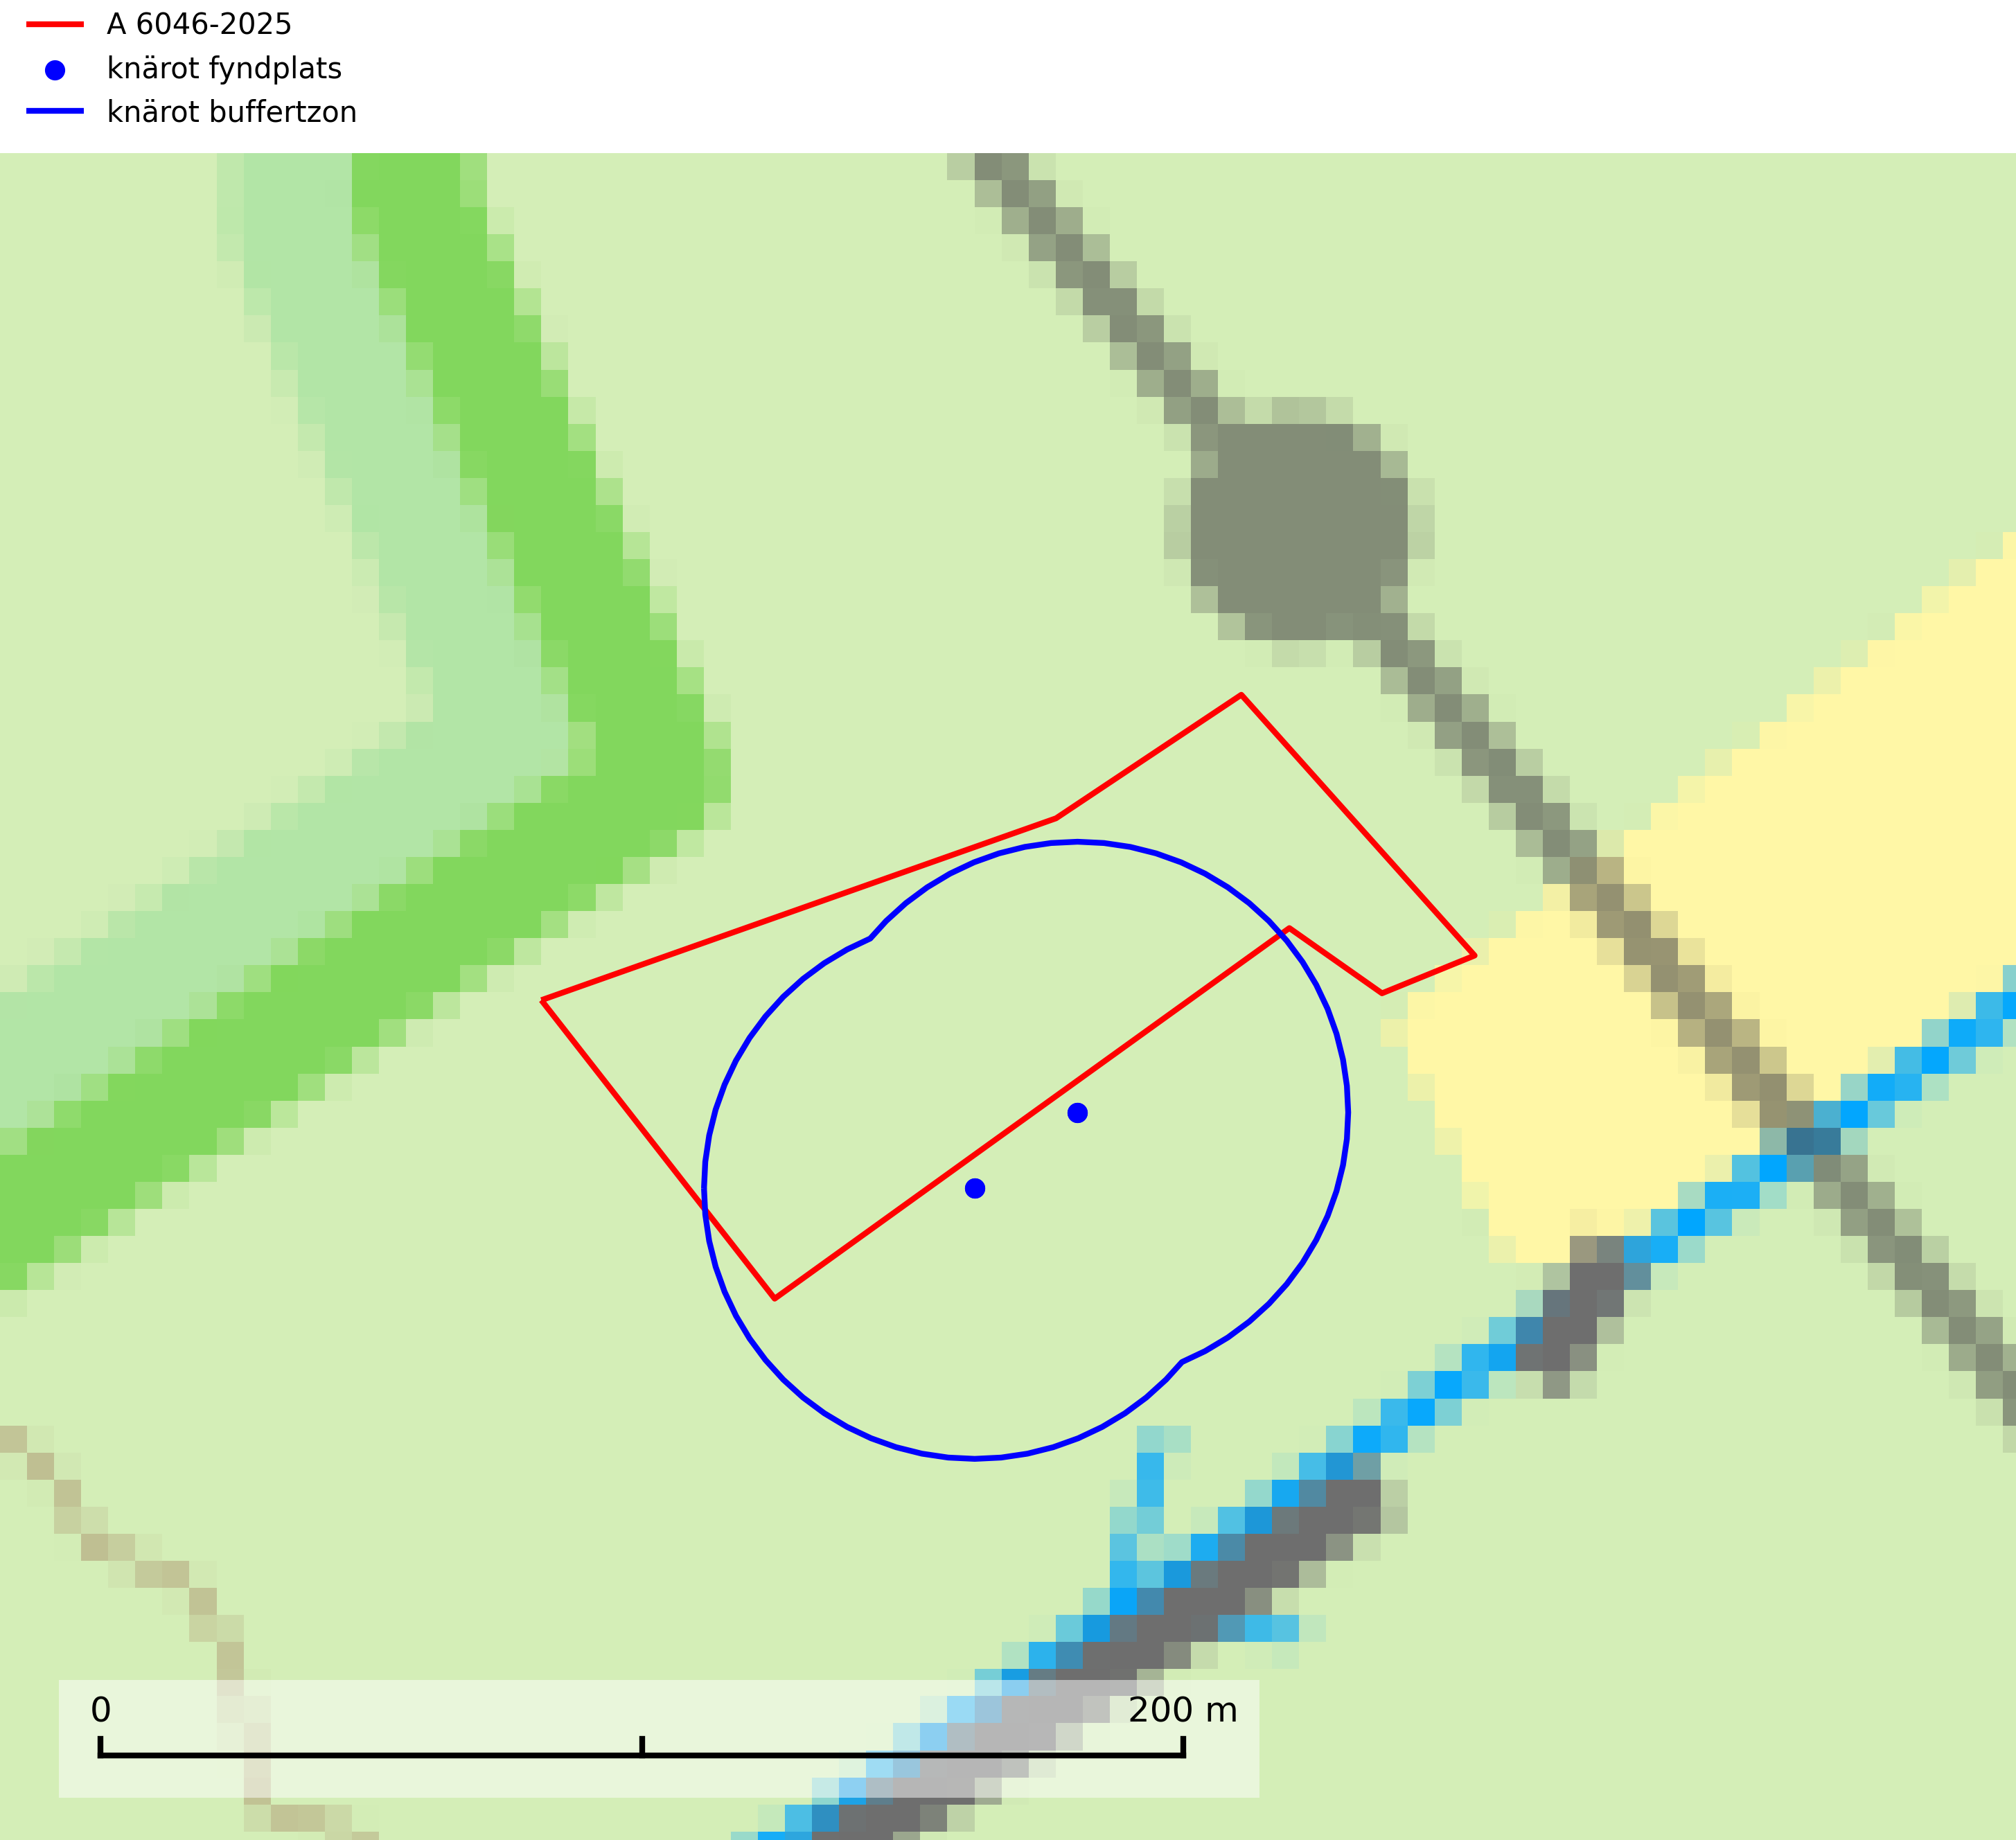 A 6046-2025
knärot fyndplats
knärot buffertzon
0 200 m